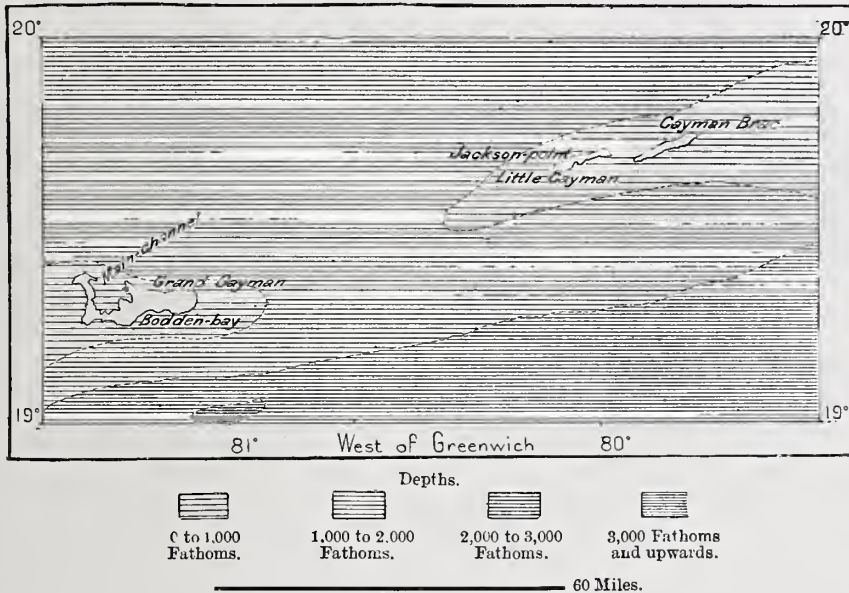 20° 20°
Cayman Brac
Jackson-point
Little Cayman
Main-Channel
Grand Cayman
Bodden-bay
19° 19°
81° West of Greenwich 80°
Depths.
0 to 1,000 1,000 to 2,000 2,000 to 3,000 3,000 Fathoms
Fathoms. Fathoms. Fathoms. and upwards.
60 Miles.